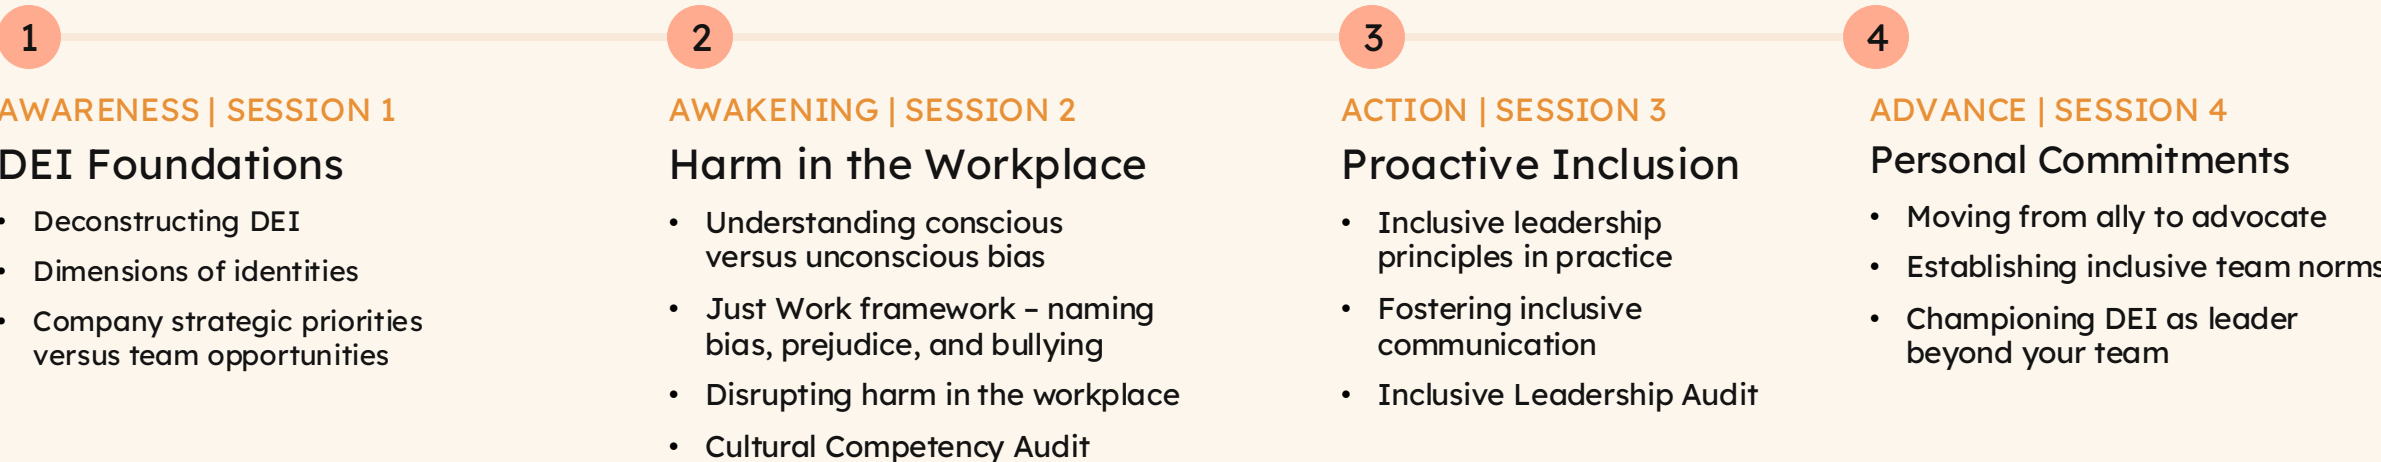 1
AWARENESS | SESSION 1
DEI Foundations
• Deconstructing DEI
• Dimensions of identities
• Company strategic priorities
versus team opportunities
2
AWAKENING | SESSION 2
Harm in the Workplace
• Understanding conscious
versus unconscious bias
• Just Work framework – naming
bias, prejudice, and bullying
• Disrupting harm in the workplace
• Cultural Competency Audit
3
ACTION | SESSION 3
Proactive Inclusion
• Inclusive leadership
principles in practice
• Fostering inclusive
communication
• Inclusive Leadership Audit
4
ADVANCE | SESSION 4
Personal Commitments
• Moving from ally to advocate
• Establishing inclusive team norms
• Championing DEI as leader
beyond your team